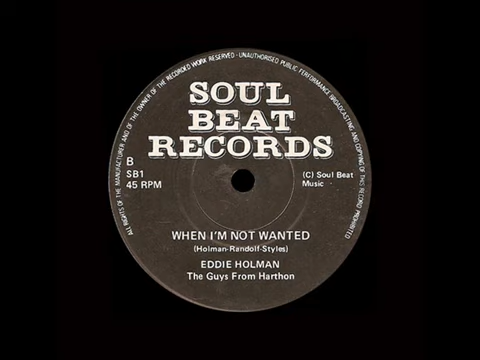 ALL RIGHTS OF THE MANUFACTURER AND OF THE OWNER OF THE RECORDED WORK RESERVED - UNAUTHORISED PUBLIC PERFORMANCE BROADCASTING AND COPYING OF THIS RECORD PROHIBITED
SOUL
BEAT
RECORDS
B
SB1
45 RPM
(C) Soul Beat
Music
WHEN I'M NOT WANTED
(Holman-Randolf-Styles)
EDDIE HOLMAN
The Guys From Harthon